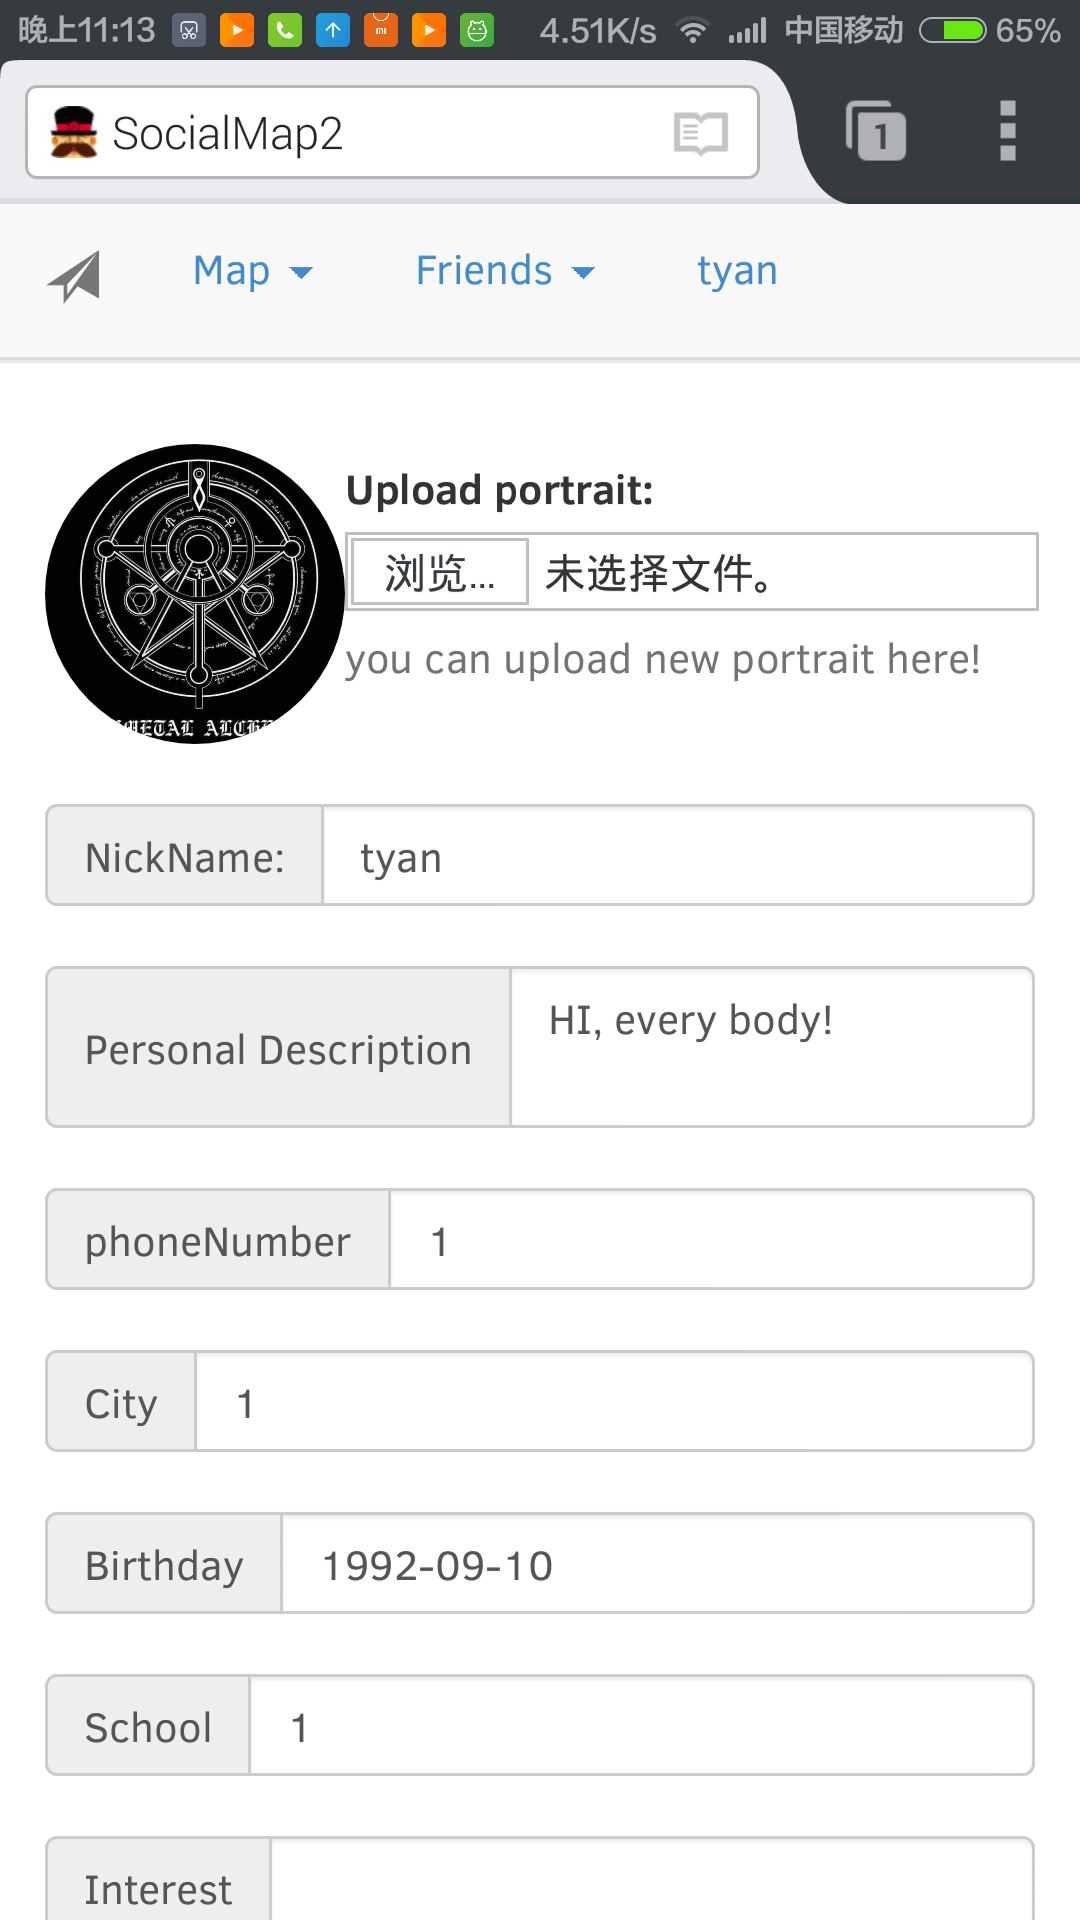 晚上11:13 4.51K/s 中国移动 65%
SocialMap2 1
Map Friends tyan
Upload portrait:
浏览... 未选择文件。
you can upload new portrait here!
METAL ALCH
NickName: tyan
Personal Description HI, every body!
phoneNumber 1
City 1
Birthday 1992-09-10
School 1
Interest